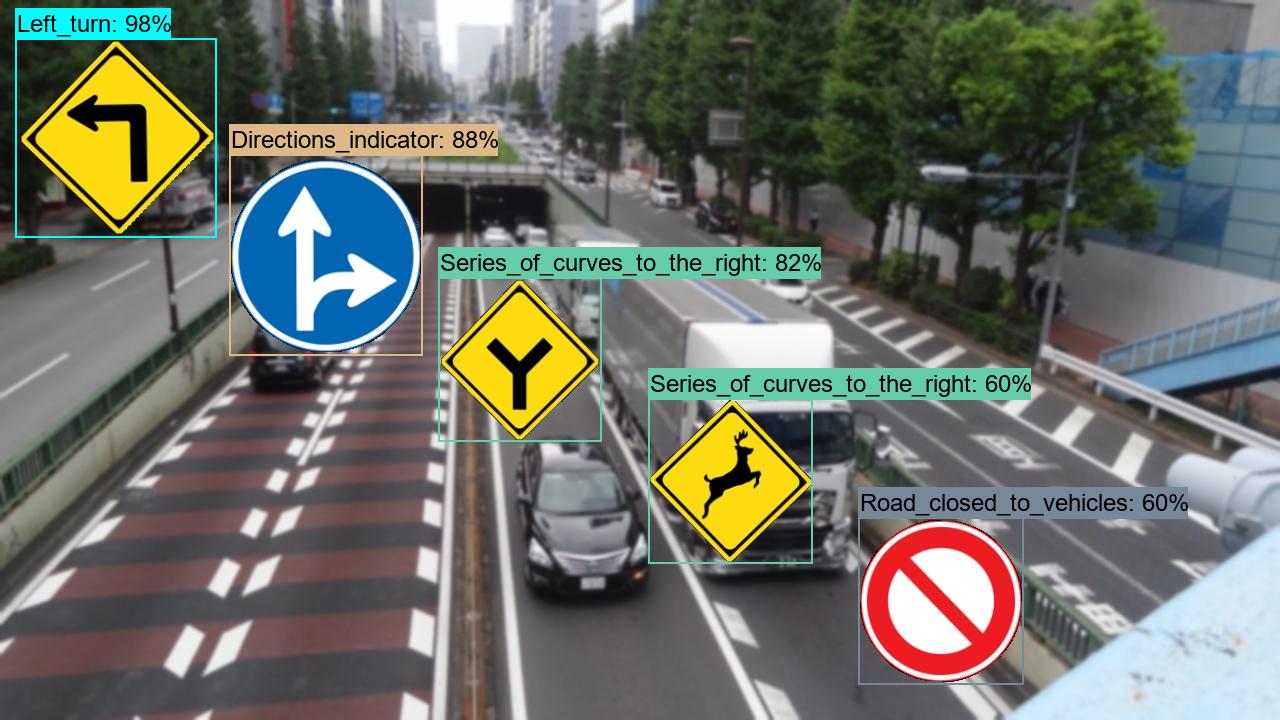 Left_turn: 98%
Directions_indicator: 88%
Series_of_curves_to_the_right: 82%
Series_of_curves_to_the_right: 60%
Road_closed_to_vehicles: 60%